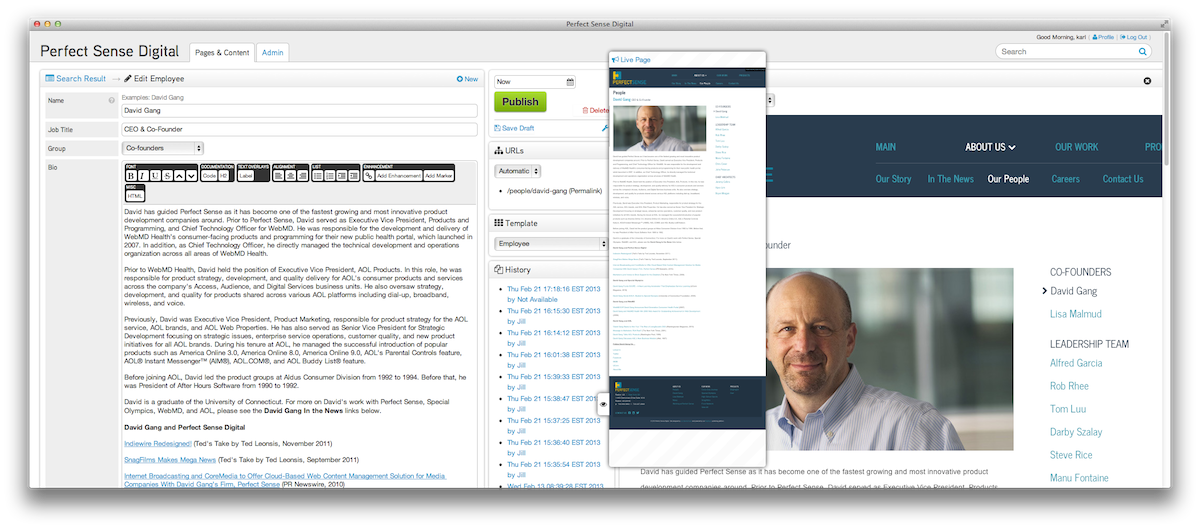 Perfect Sense Digital
Good Morning, karl | Profile | Log Out |
Perfect Sense Digital
Pages & Content
Admin
Search
Search Result → Edit Employee
New
Name
Examples: David Gang
David Gang
Job Title
CEO & Co-Founder
Group
Co-founders
Bio
FONT
DOCUMENTATION
TEXT OVERLAYS
ALIGNMENT
LIST
ENHANCEMENT
B I U S
Code
H2
Label
Add Enhancement
Add Marker
MISC
HTML
David has guided Perfect Sense as it has become one of the fastest growing and most innovative product
development companies around. Prior to Perfect Sense, David served as Executive Vice President, Products and
Programming, and Chief Technology Officer for WebMD. He was responsible for the development and delivery of
WebMD Health's consumer-facing products and programming for their new public health portal, which launched in
2007. In addition, as Chief Technology Officer, he directly managed the technical development and operations
organization across all areas of WebMD Health.
Prior to WebMD Health, David held the position of Executive Vice President, AOL Products. In this role, he was
responsible for product strategy, development, and quality delivery for AOL's consumer products and services
across the company's Access, Audience, and Digital Services business units. He also oversaw strategy,
development, and quality for products shared across various AOL platforms including dial-up, broadband,
wireless, and voice.
Previously, David was Executive Vice President, Product Marketing, responsible for product strategy for the AOL
service, AOL brands, and AOL Web Properties. He has also served as Senior Vice President for Strategic
Development focusing on strategic issues, enterprise service operations, customer quality, and new product
initiatives for all AOL brands. During his tenure at AOL, he managed the successful introduction of popular
products such as America Online 3.0, America Online 8.0, America Online 9.0, AOL's Parental Controls feature,
AOL® Instant Messenger™ (AIM®), AOL.COM®, and AOL Buddy List® feature.
Before joining AOL, David led the product groups at Aldus Consumer Division from 1992 to 1994. Before that, he
was President of After Hours Software from 1990 to 1992.
David is a graduate of the University of Connecticut. For more on David's work with Perfect Sense, Special
Olympics, WebMD, and AOL, please see the David Gang In the News links below.
David Gang and Perfect Sense Digital
Indiewire Redesigned! (Ted's Take by Ted Leonsis, November 2011)
SnagFilms Makes Mega News (Ted's Take by Ted Leonsis, September 2011)
Internet Broadcasting and CoreMedia to Offer Cloud-Based Web Content Management Solution for Media
Companies With David Gang's Firm, Perfect Sense (PR Newswire, 2010)
Now
Publish
Delete
Save Draft
URLs
Automatic
/people/david-gang (Permalink)
Template
Employee
History
Thu Feb 21 17:18:16 EST 2013
by Not Available
Thu Feb 21 16:15:30 EST 2013
by Jill
Thu Feb 21 16:14:12 EST 2013
by Jill
Thu Feb 21 16:01:38 EST 2013
by Jill
Thu Feb 21 15:39:33 EST 2013
by Jill
Thu Feb 21 15:38:47 EST 2013
by Jill
Thu Feb 21 15:37:25 EST 2013
by Jill
Thu Feb 21 15:36:40 EST 2013
by Jill
Thu Feb 21 15:35:54 EST 2013
by Jill
Wed Feb 13 08:39:28 EST 2013
Live Page
PERFECTSENSE
People
MAIN
ABOUT US
OUR WORK
PRO
Our Story
In The News
Our People
Careers
Contact Us
ounder
CO-FOUNDERS
David Gang
Lisa Malmud
LEADERSHIP TEAM
Alfred Garcia
Rob Rhee
Tom Luu
Darby Szalay
Steve Rice
Manu Fontaine
David has guided Perfect Sense as it has become one of the fastest growing and most innovative product
development companies around. Prior to Perfect Sense, David served as Executive Vice President, Products